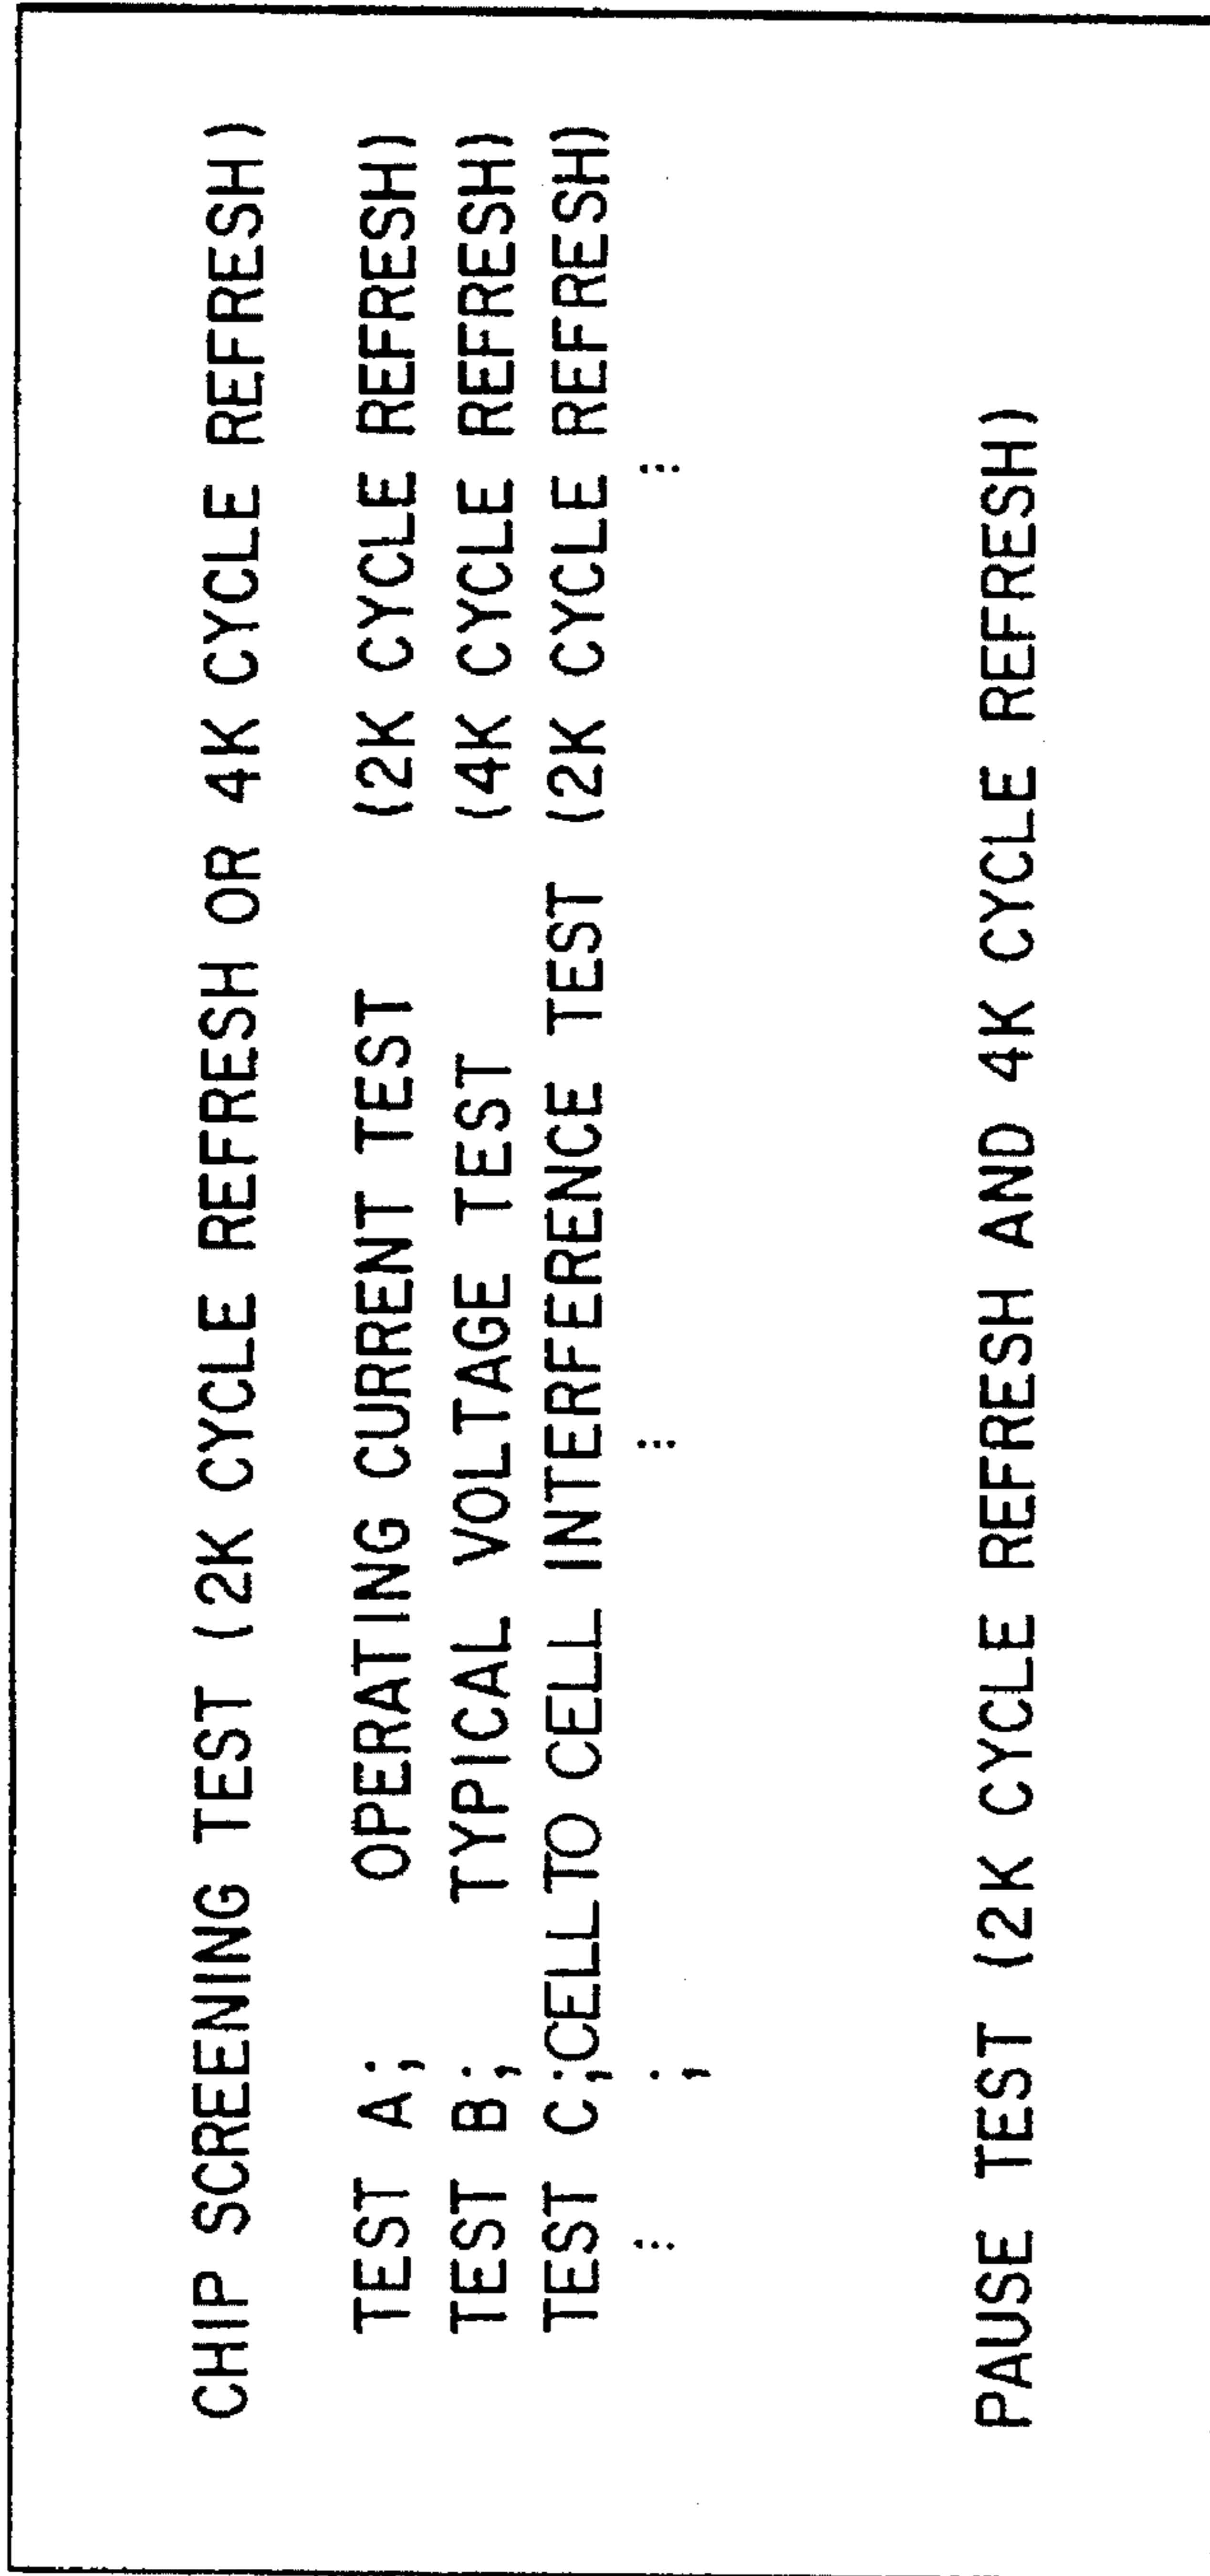 CHIP SCREENING TEST (2K CYCLE REFRESH OR 4K CYCLE REFRESH)
TEST A; OPERATING CURRENT TEST (2K CYCLE REFRESH)
TEST B; TYPICAL VOLTAGE TEST (4K CYCLE REFRESH)
TEST C; CELL TO CELL INTERFERENCE TEST (2K CYCLE REFRESH)
⋮ ; ⋮ ⋮
PAUSE TEST (2K CYCLE REFRESH AND 4K CYCLE REFRESH)